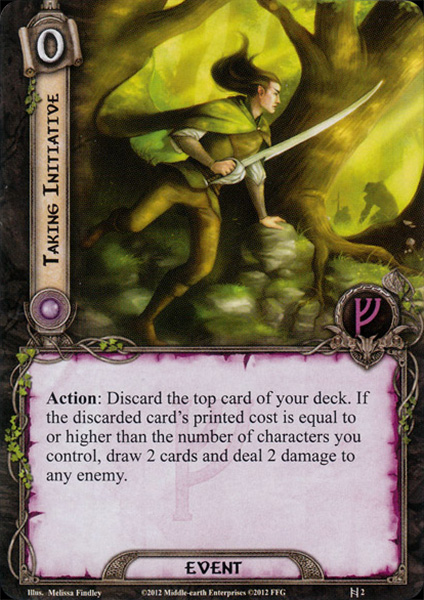 0
TAKING INITIATIVE
Action: Discard the top card of your deck. If
the discarded card's printed cost is equal to
or higher than the number of characters you
control, draw 2 cards and deal 2 damage to
any enemy.
EVENT
Illus. Melissa Findley
©2012 Middle-earth Enterprises ©2012 FFG
2